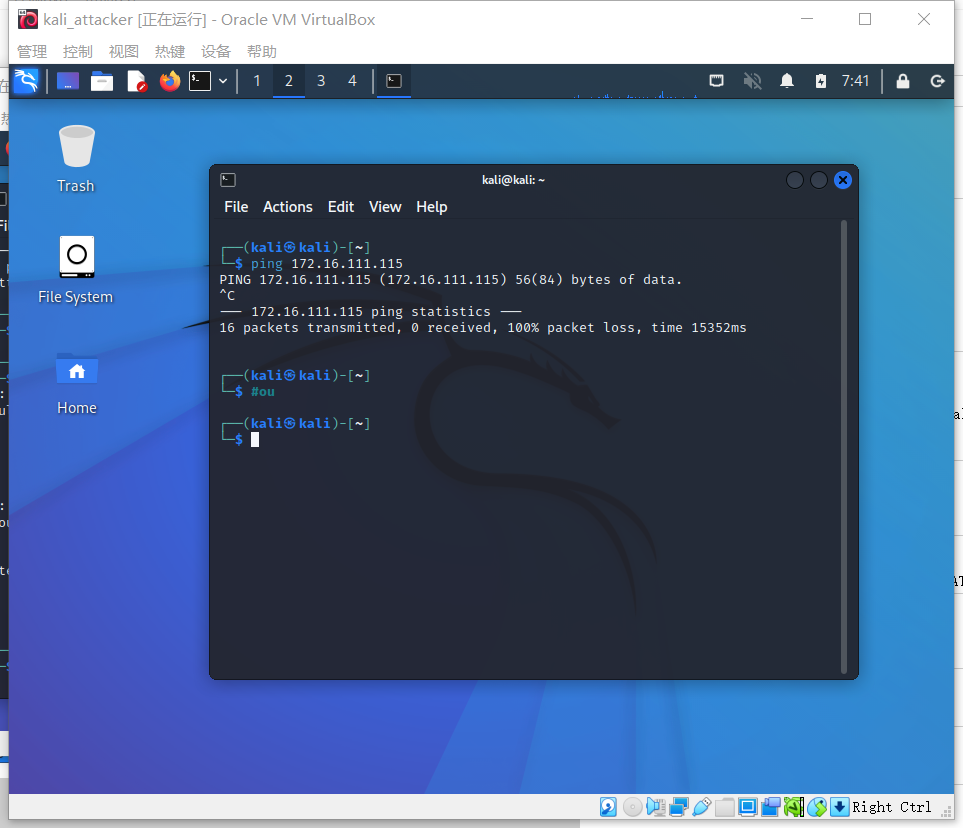 kali_attacker [正在运行] - Oracle VM VirtualBox
管理 控制 视图 热键 设备 帮助
1 2 3 4 7:41
Trash
File System
Home
kali@kali: ~
File Actions Edit View Help
┌──(kali㉿kali)-[~]
└─$ ping 172.16.111.115
PING 172.16.111.115 (172.16.111.115) 56(84) bytes of data.
^C
--- 172.16.111.115 ping statistics ---
16 packets transmitted, 0 received, 100% packet loss, time 15352ms
┌──(kali㉿kali)-[~]
└─$ #ou
┌──(kali㉿kali)-[~]
└─$
Right Ctrl